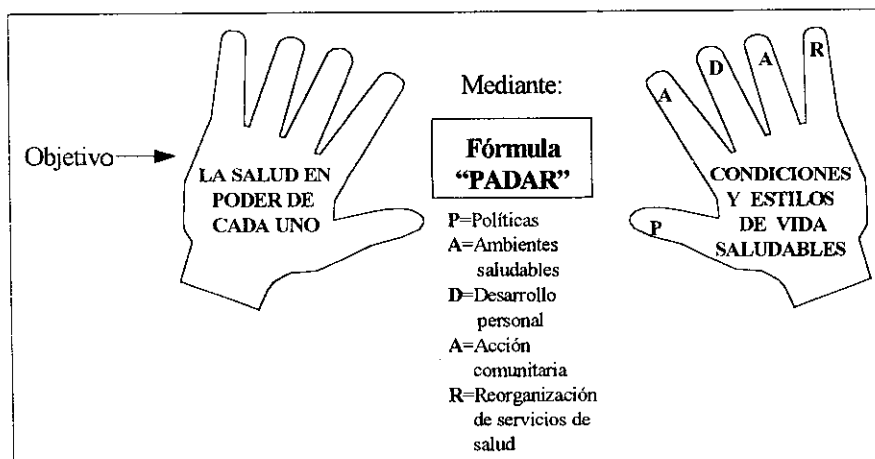 Objetivo
LA SALUD EN
PODER DE
CADA UNO
Mediante:
Fórmula
“PADAR”
P=Políticas
A=Ambientes
saludables
D=Desarrollo
personal
A=Acción
comunitaria
R=Reorganización
de servicios de
salud
P
A
D
A
R
CONDICIONES
Y ESTILOS
DE VIDA
SALUDABLES